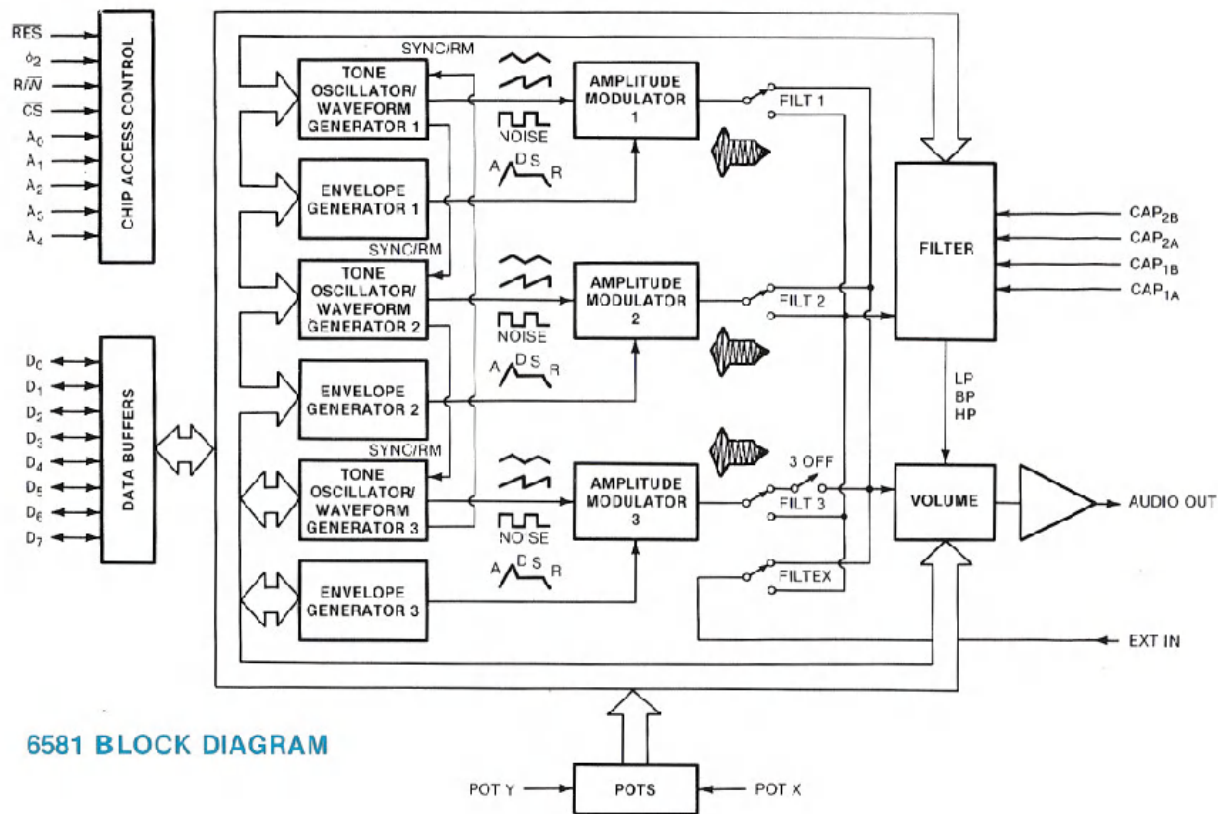 RES
ϕ2
R/W
CS
A0
A1
A2
A3
A4
CHIP ACCESS CONTROL
D0
D1
D2
D3
D4
D5
D6
D7
DATA BUFFERS
SYNC/RM
TONE
OSCILLATOR/
WAVEFORM
GENERATOR 1
NOISE
AMPLITUDE
MODULATOR
1
FILT 1
ENVELOPE
GENERATOR 1
A D S R
SYNC/RM
TONE
OSCILLATOR/
WAVEFORM
GENERATOR 2
NOISE
AMPLITUDE
MODULATOR
2
FILT 2
ENVELOPE
GENERATOR 2
A D S R
SYNC/RM
TONE
OSCILLATOR/
WAVEFORM
GENERATOR 3
NOISE
AMPLITUDE
MODULATOR
3
3 OFF
FILT 3
ENVELOPE
GENERATOR 3
A D S R
FILTEX
FILTER
CAP2B
CAP2A
CAP1B
CAP1A
LP
BP
HP
VOLUME
AUDIO OUT
EXT IN
6581 BLOCK DIAGRAM
POT Y
POTS
POT X